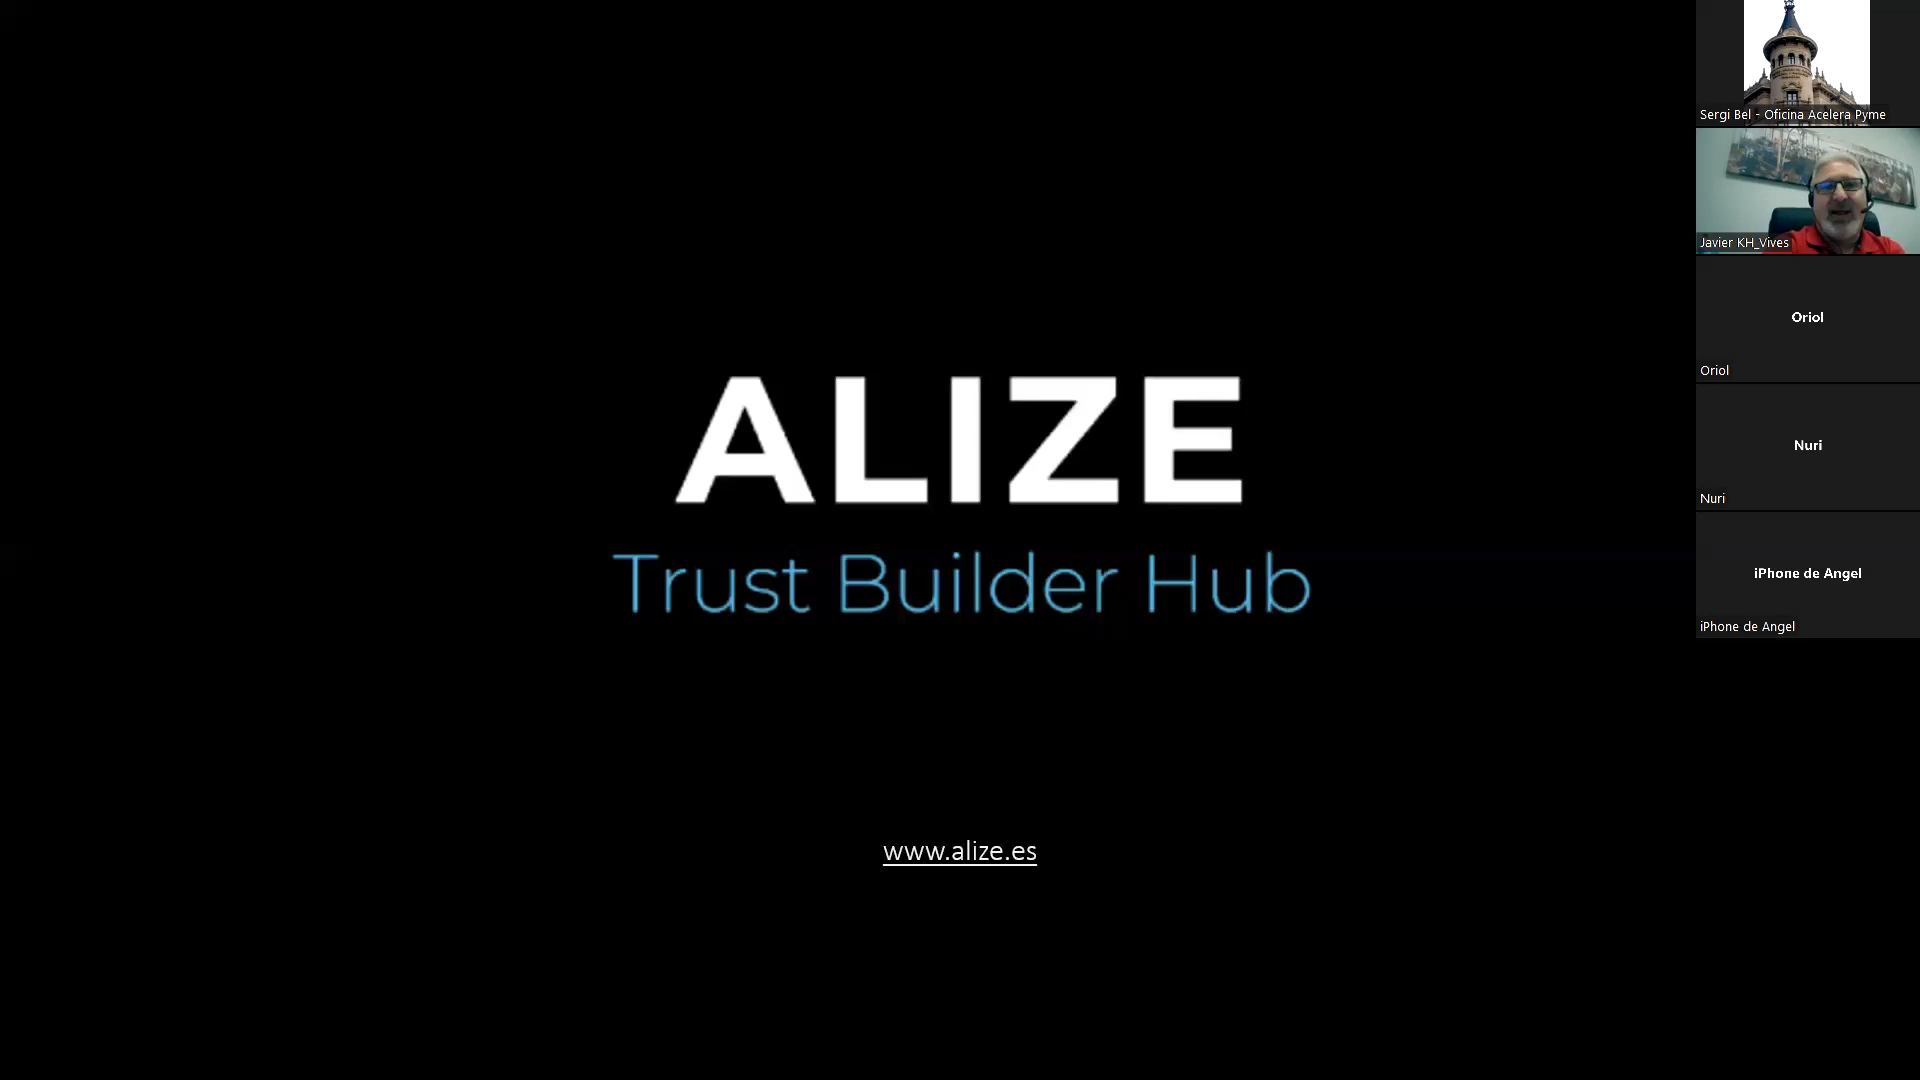 ALIZE
Trust Builder Hub
www.alize.es
Sergi Bel - Oficina Acelera Pyme
Javier KH_Vives
Oriol
Oriol
Nuri
Nuri
iPhone de Angel
iPhone de Angel